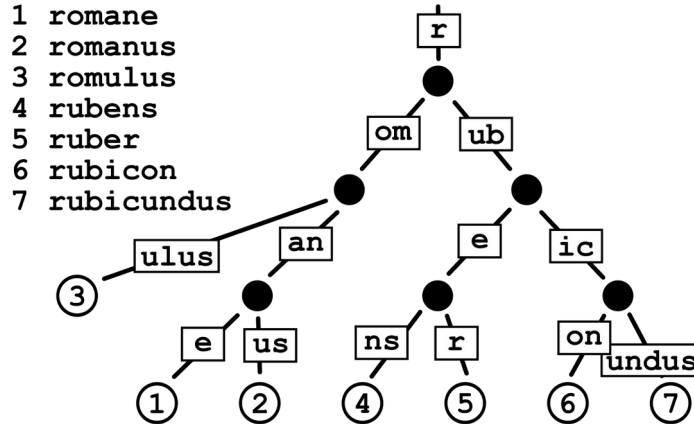 1 romane
2 romanus
3 romulus
4 rubens
5 ruber
6 rubicon
7 rubicundus
r
om
ub
ulus
an
e
ic
3
e
us
ns
r
on
undus
1
2
4
5
6
7